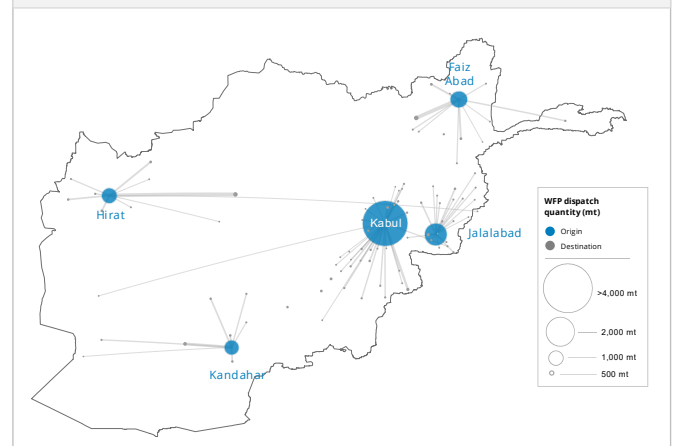 Faiz
Abad
Hirat
Kabul
Jalalabad
Kandahar
WFP dispatch
quantity (mt)
Origin
Destination
>4,000 mt
2,000 mt
1,000 mt
500 mt